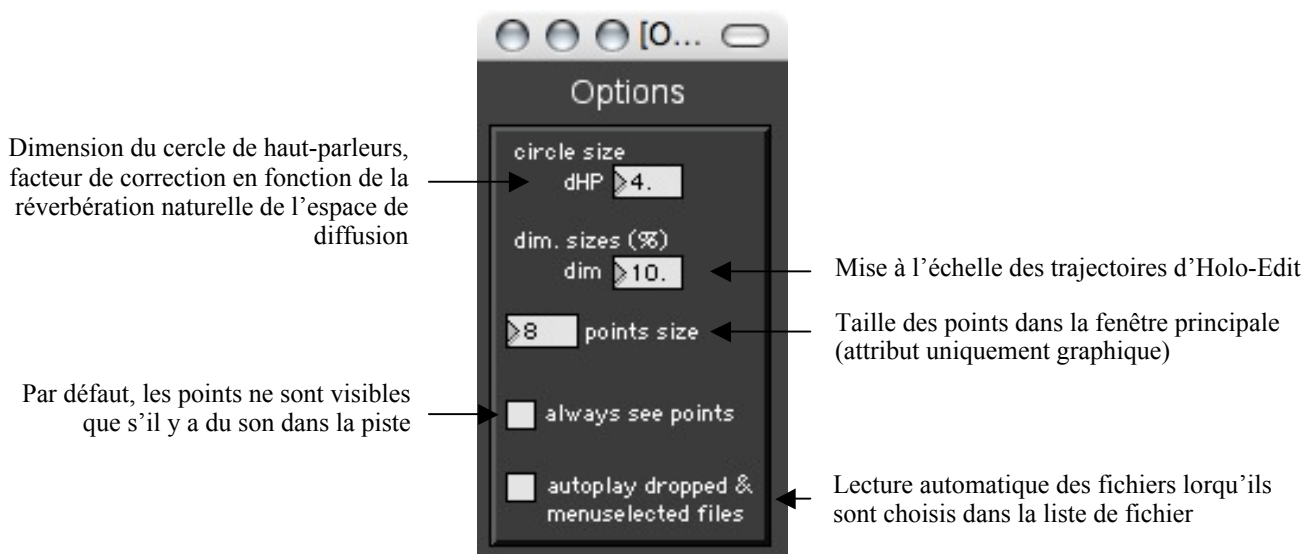 [O...
Options
Dimension du cercle de haut-parleurs,
facteur de correction en fonction de la
réverbération naturelle de l’espace de
diffusion
circle size
dHP 4.
dim. sizes (%)
dim 10.
Mise à l’échelle des trajectoires d’Holo-Edit
8 points size
Taille des points dans la fenêtre principale
(attribut uniquement graphique)
Par défaut, les points ne sont visibles
que s’il y a du son dans la piste
always see points
autoplay dropped &
menuselected files
Lecture automatique des fichiers lorqu’ils
sont choisis dans la liste de fichier